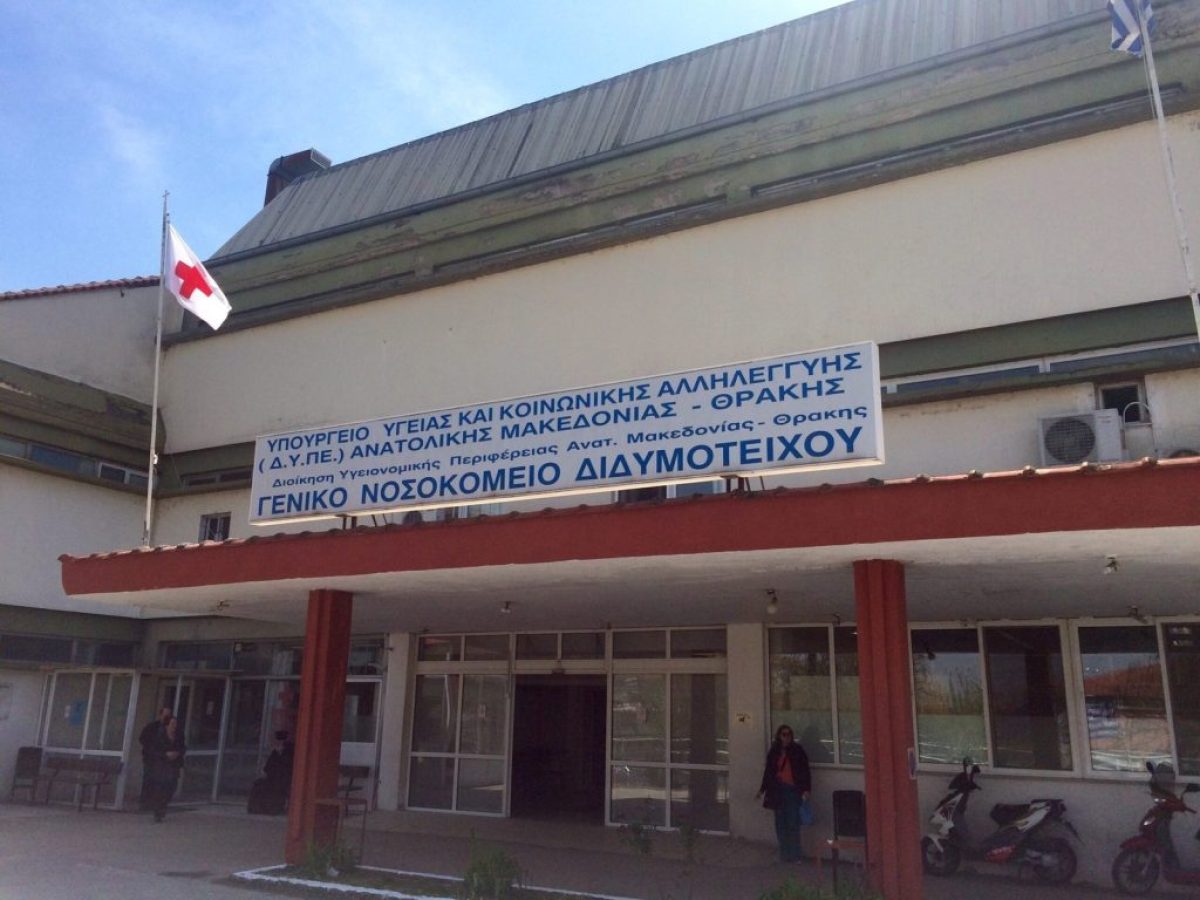 ΥΠΟΥΡΓΕΙΟ ΥΓΕΙΑΣ ΚΑΙ ΚΟΙΝΩΝΙΚΗΣ ΑΛΛΗΛΕΓΓΥΗΣ
( Δ.Υ.ΠΕ.) ΑΝΑΤΟΛΙΚΗΣ ΜΑΚΕΔΟΝΙΑΣ - ΘΡΑΚΗΣ
Διοίκηση Υγειονομικής Περιφέρειας Ανατ. Μακεδονίας - Θρακης
ΓΕΝΙΚΟ ΝΟΣΟΚΟΜΕΙΟ ΔΙΔΥΜΟΤΕΙΧΟΥ